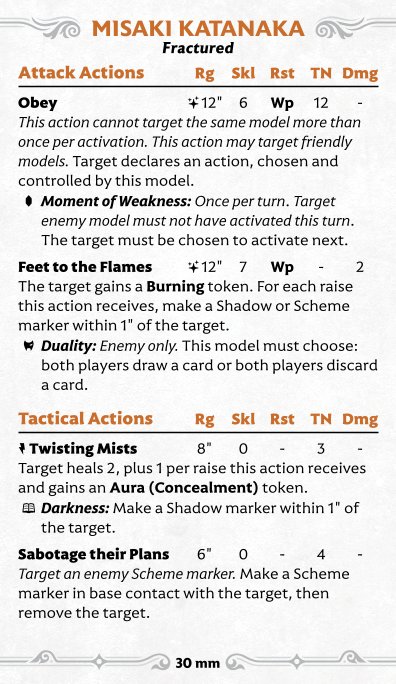 MISAKI KATANAKA
Fractured
Attack Actions Rg Skl Rst TN Dmg
Obey 12" 6 Wp 12 -
This action cannot target the same model more than
once per activation. This action may target friendly
models. Target declares an action, chosen and
controlled by this model.
Moment of Weakness: Once per turn. Target
enemy model must not have activated this turn.
The target must be chosen to activate next.
Feet to the Flames 12" 7 Wp - 2
The target gains a Burning token. For each raise
this action receives, make a Shadow or Scheme
marker within 1" of the target.
Duality: Enemy only. This model must choose:
both players draw a card or both players discard
a card.
Tactical Actions Rg Skl Rst TN Dmg
Twisting Mists 8" 0 - 3 -
Target heals 2, plus 1 per raise this action receives
and gains an Aura (Concealment) token.
Darkness: Make a Shadow marker within 1" of
the target.
Sabotage their Plans 6" 0 - 4 -
Target an enemy Scheme marker. Make a Scheme
marker in base contact with the target, then
remove the target.
30 mm